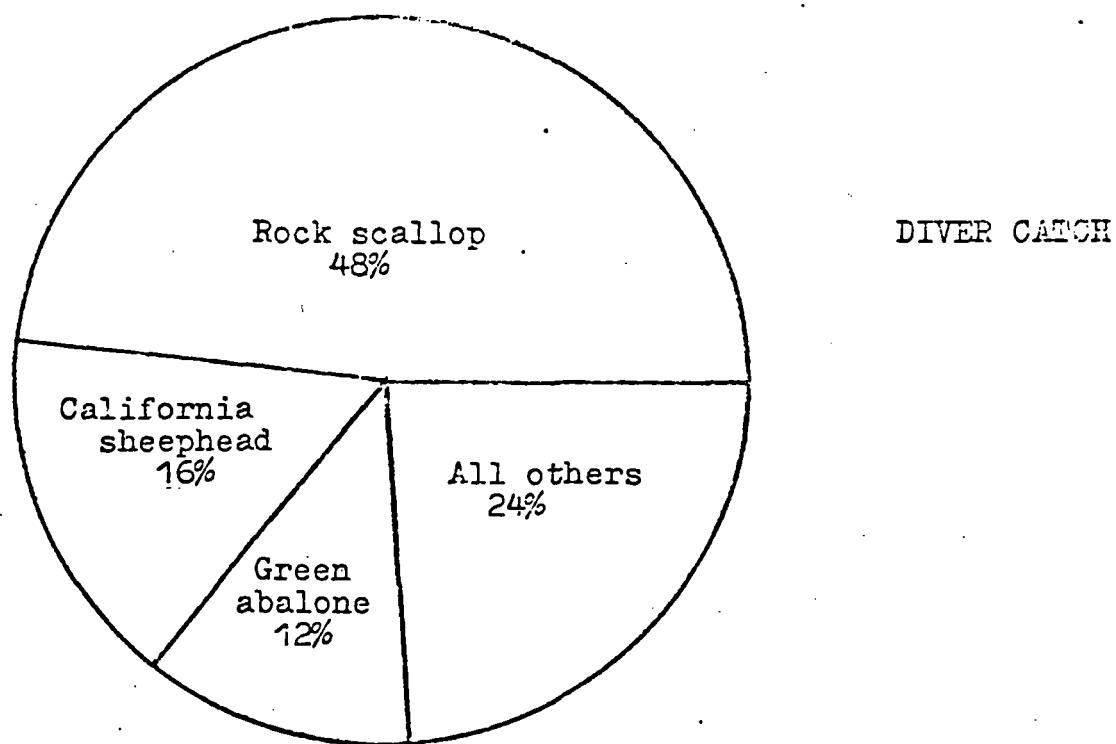 Rock scallop
48%
DIVER CATCH
California
sheephead
16%
All others
24%
Green
abalone
12%